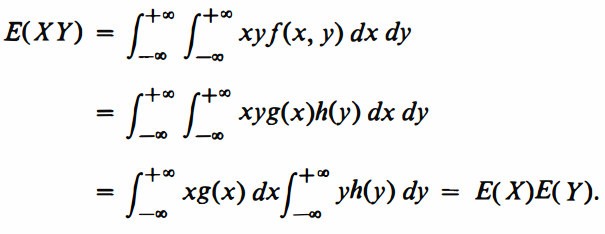 E(XY) = ∫_{-∞}^{+∞} ∫_{-∞}^{+∞} xyf(x, y) dx dy
= ∫_{-∞}^{+∞} ∫_{-∞}^{+∞} xyg(x)h(y) dx dy
= ∫_{-∞}^{+∞} xg(x) dx ∫_{-∞}^{+∞} yh(y) dy = E(X)E(Y).